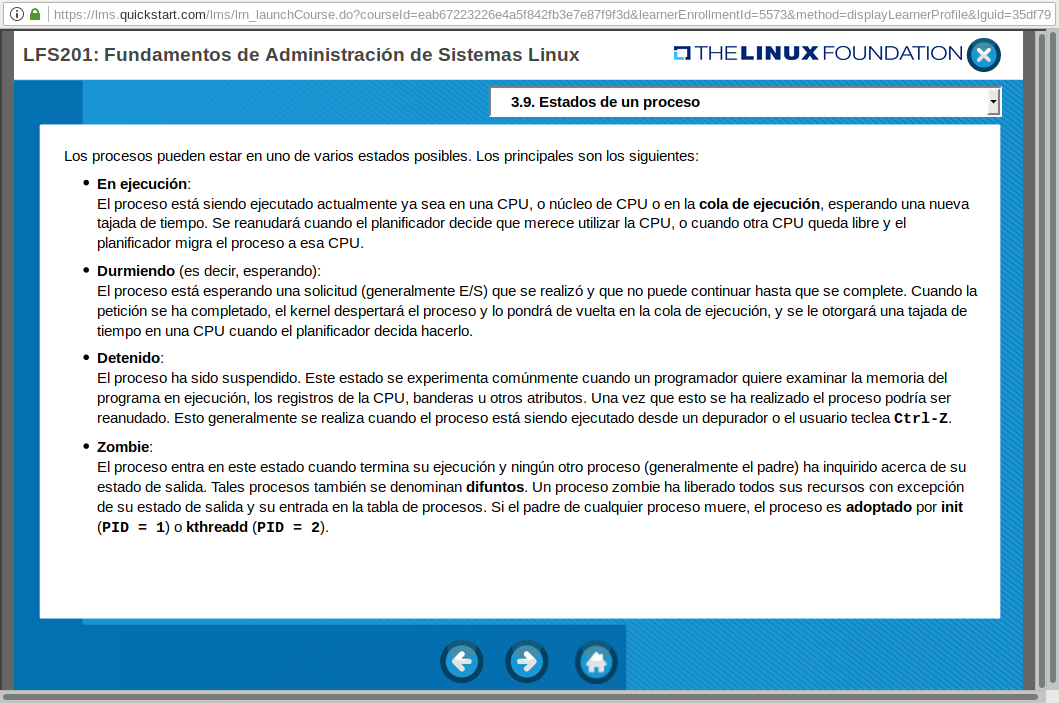 https://lms.quickstart.com/lms/lrn_launchCourse.do?courseId=eab67223226e4a5f842fb3e7e87f9f3d&learnerEnrollmentId=5573&method=displayLearnerProfile&lguid=35df79
LFS201: Fundamentos de Administración de Sistemas Linux
THE LINUX FOUNDATION
3.9. Estados de un proceso
Los procesos pueden estar en uno de varios estados posibles. Los principales son los siguientes:
• En ejecución:
El proceso está siendo ejecutado actualmente ya sea en una CPU, o núcleo de CPU o en la cola de ejecución, esperando una nueva
tajada de tiempo. Se reanudará cuando el planificador decide que merece utilizar la CPU, o cuando otra CPU queda libre y el
planificador migra el proceso a esa CPU.
• Durmiendo (es decir, esperando):
El proceso está esperando una solicitud (generalmente E/S) que se realizó y que no puede continuar hasta que se complete. Cuando la
petición se ha completado, el kernel despertará el proceso y lo pondrá de vuelta en la cola de ejecución, y se le otorgará una tajada de
tiempo en una CPU cuando el planificador decida hacerlo.
• Detenido:
El proceso ha sido suspendido. Este estado se experimenta comúnmente cuando un programador quiere examinar la memoria del
programa en ejecución, los registros de la CPU, banderas u otros atributos. Una vez que esto se ha realizado el proceso podría ser
reanudado. Esto generalmente se realiza cuando el proceso está siendo ejecutado desde un depurador o el usuario teclea Ctrl-Z.
• Zombie:
El proceso entra en este estado cuando termina su ejecución y ningún otro proceso (generalmente el padre) ha inquirido acerca de su
estado de salida. Tales procesos también se denominan difuntos. Un proceso zombie ha liberado todos sus recursos con excepción
de su estado de salida y su entrada en la tabla de procesos. Si el padre de cualquier proceso muere, el proceso es adoptado por init
(PID = 1) o kthreadd (PID = 2).